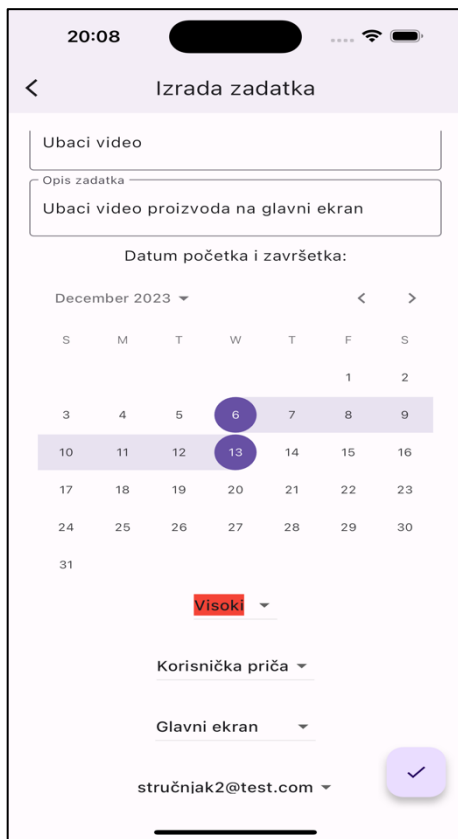 20:08
Izrada zadatka
Ubaci video
Opis zadatka
Ubaci video proizvoda na glavni ekran
Datum početka i završetka:
December 2023
S M T W T F S
1 2
3 4 5 6 7 8 9
10 11 12 13 14 15 16
17 18 19 20 21 22 23
24 25 26 27 28 29 30
31
Visoki
Korisnička priča
Glavni ekran
stručnjak2@test.com